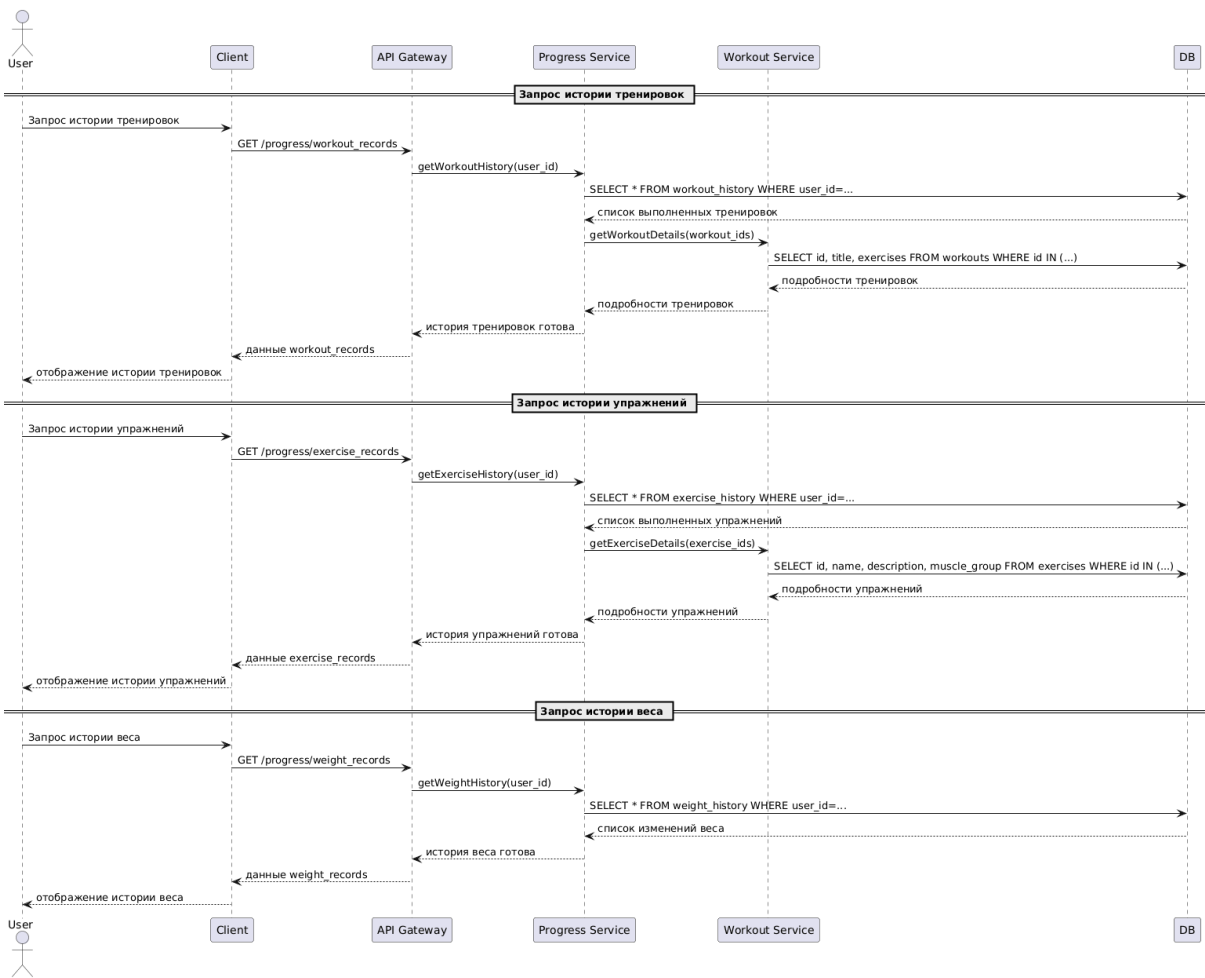 User
Client
API Gateway
Progress Service
Workout Service
DB
Запрос истории тренировок
Запрос истории тренировок
GET /progress/workout_records
getWorkoutHistory(user_id)
SELECT * FROM workout_history WHERE user_id=...
список выполненных тренировок
getWorkoutDetails(workout_ids)
SELECT id, title, exercises FROM workouts WHERE id IN (...)
подробности тренировок
подробности тренировок
история тренировок готова
данные workout_records
отображение истории тренировок
Запрос истории упражнений
Запрос истории упражнений
GET /progress/exercise_records
getExerciseHistory(user_id)
SELECT * FROM exercise_history WHERE user_id=...
список выполненных упражнений
getExerciseDetails(exercise_ids)
SELECT id, name, description, muscle_group FROM exercises WHERE id IN (...)
подробности упражнений
подробности упражнений
история упражнений готова
данные exercise_records
отображение истории упражнений
Запрос истории веса
Запрос истории веса
GET /progress/weight_records
getWeightHistory(user_id)
SELECT * FROM weight_history WHERE user_id=...
список изменений веса
история веса готова
данные weight_records
отображение истории веса
User
Client
API Gateway
Progress Service
Workout Service
DB